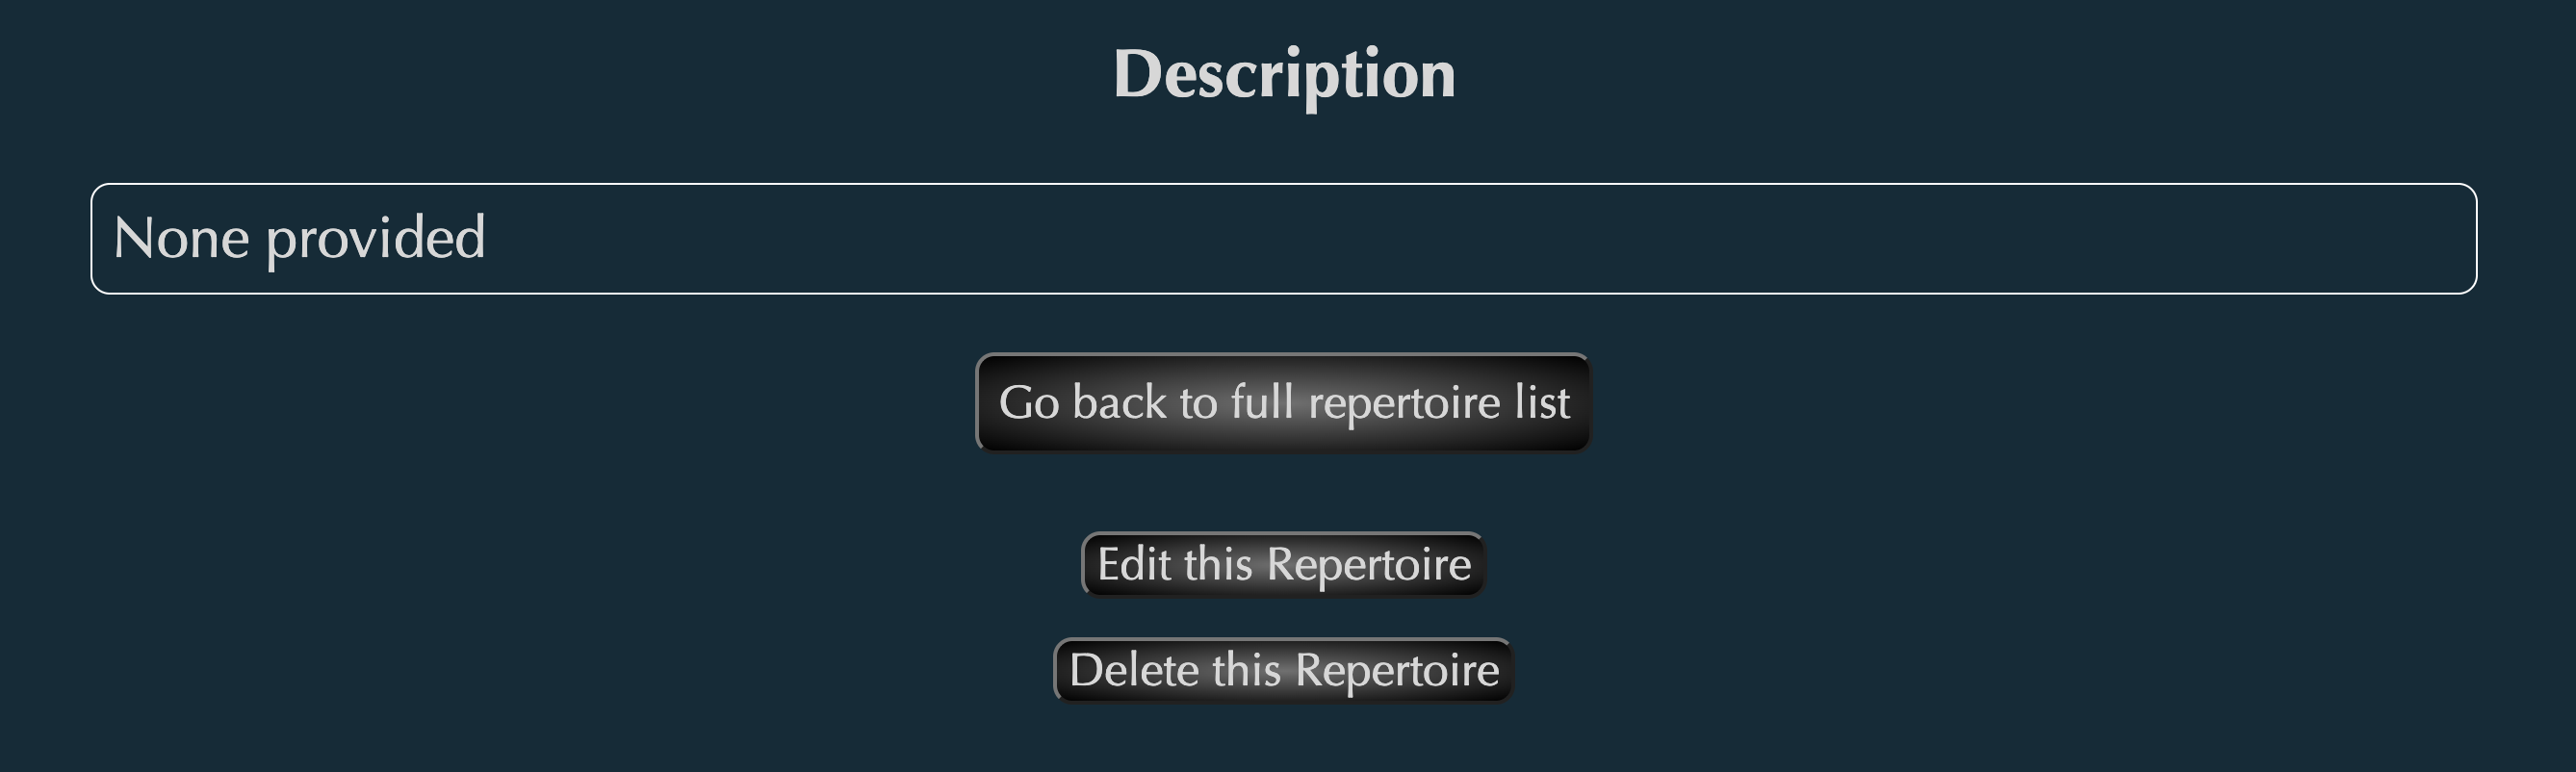 Description
None provided
Go back to full repertoire list
Edit this Repertoire
Delete this Repertoire